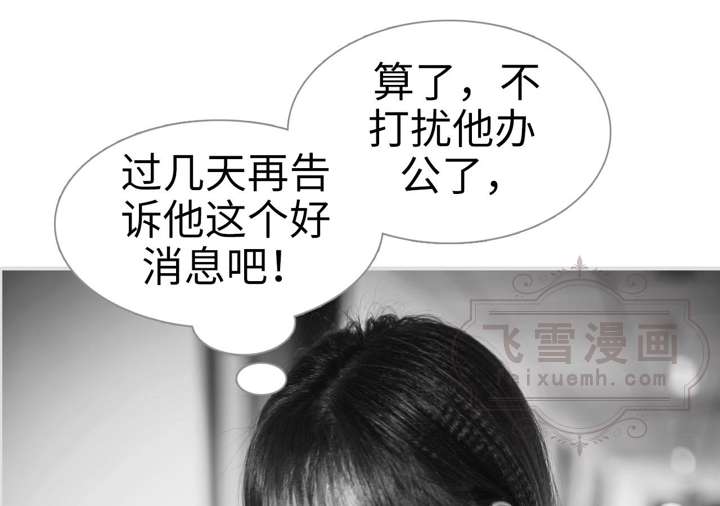 算了，不
打扰他办
公了，
过几天再告
诉他这个好
消息吧！
飞雪漫画
feixuemh.com